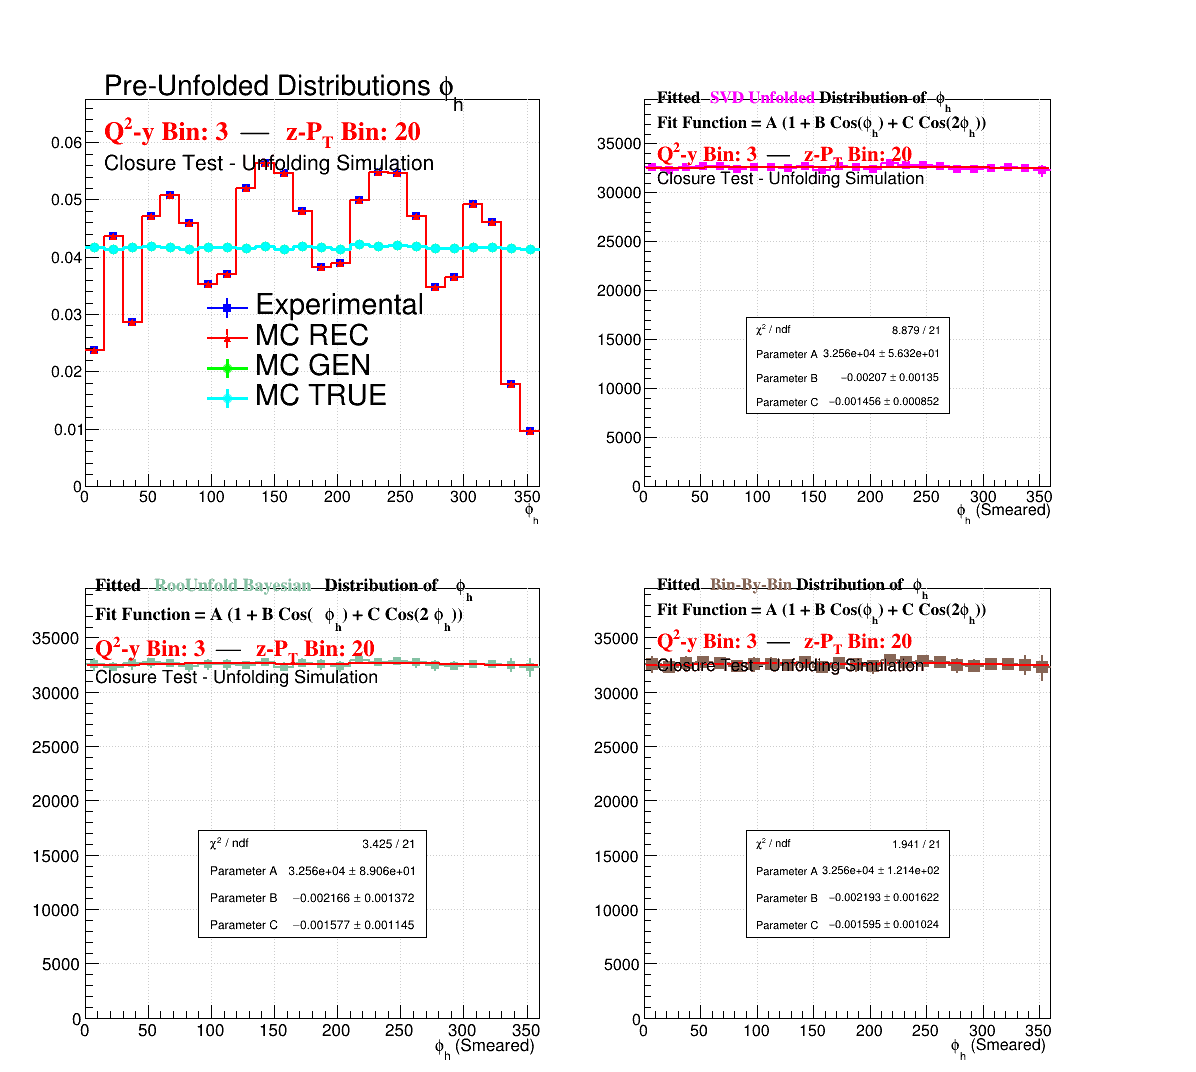 Pre-Unfolded Distributions ϕh
Q²-y Bin: 3 — z-PT Bin: 20
Closure Test - Unfolding Simulation
0.06
0.05
0.04
0.03
0.02
0.01
0
Experimental
MC REC
MC GEN
MC TRUE
0 50 100 150 200 250 300 350
ϕh
Fitted SVD Unfolded Distribution of ϕh
Fit Function = A (1 + B Cos(ϕh) + C Cos(2ϕh))
Q²-y Bin: 3 — z-PT Bin: 20
Closure Test - Unfolding Simulation
35000
30000
25000
20000
15000
10000
5000
0
χ² / ndf 8.879 / 21
Parameter A 3.256e+04 ± 5.632e+01
Parameter B −0.00207 ± 0.00135
Parameter C −0.001456 ± 0.000852
0 50 100 150 200 250 300 350
ϕh (Smeared)
Fitted RooUnfold Bayesian Distribution of ϕh
Fit Function = A (1 + B Cos( ϕh) + C Cos(2 ϕh))
Q²-y Bin: 3 — z-PT Bin: 20
Closure Test - Unfolding Simulation
35000
30000
25000
20000
15000
10000
5000
0
χ² / ndf 3.425 / 21
Parameter A 3.256e+04 ± 8.906e+01
Parameter B −0.002166 ± 0.001372
Parameter C −0.001577 ± 0.001145
0 50 100 150 200 250 300 350
ϕh (Smeared)
Fitted Bin-By-Bin Distribution of ϕh
Fit Function = A (1 + B Cos(ϕh) + C Cos(2ϕh))
Q²-y Bin: 3 — z-PT Bin: 20
Closure Test - Unfolding Simulation
35000
30000
25000
20000
15000
10000
5000
0
χ² / ndf 1.941 / 21
Parameter A 3.256e+04 ± 1.214e+02
Parameter B −0.002193 ± 0.001622
Parameter C −0.001595 ± 0.001024
0 50 100 150 200 250 300 350
ϕh (Smeared)